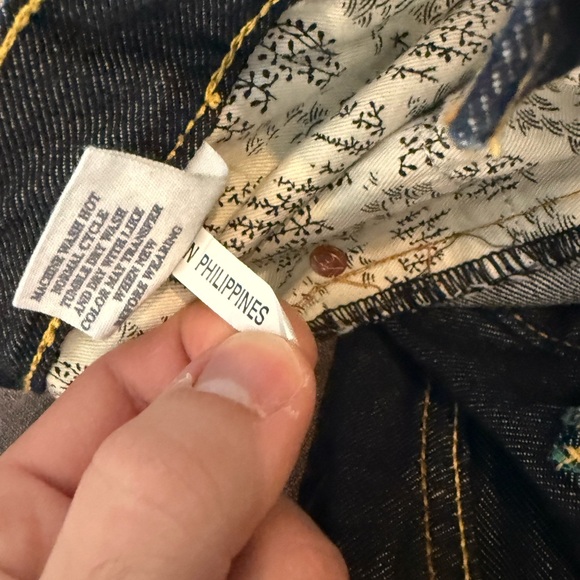 MACHINE WASH HOT
NORMAL CYCLE
TUMBLE DRY WASH
AND DRY WITH LIKE
COLOR MAY TRANSFER
WHEN NEW
WEARING
N PHILIPPINES